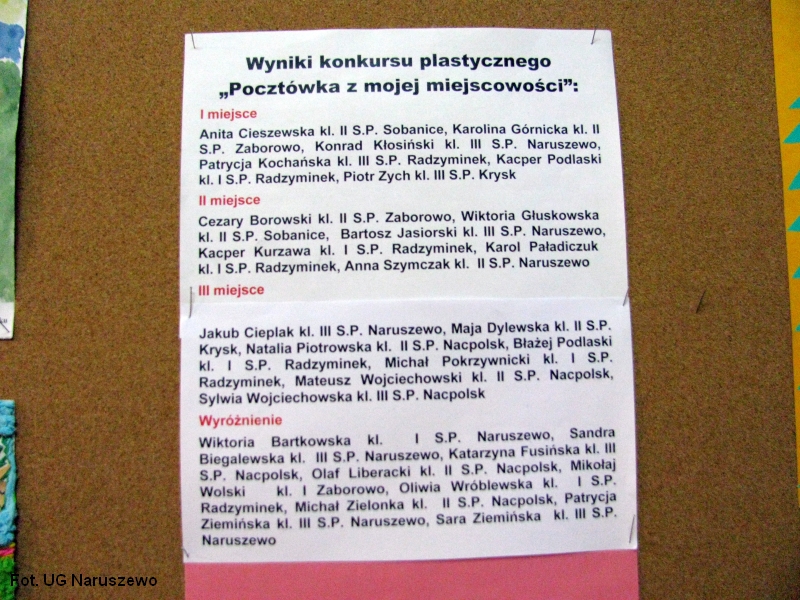 Wyniki konkursu plastycznego
„Pocztówka z mojej miejscowości”:
I miejsce
Anita Cieszewska kl. II S.P. Sobanice, Karolina Górnicka kl. II
S.P. Zaborowo, Konrad Kłosiński kl. III S.P. Naruszewo,
Patrycja Kochańska kl. III S.P. Radzyminek, Kacper Podlaski
kl. I S.P. Radzyminek, Piotr Zych kl. III S.P. Krysk
II miejsce
Cezary Borowski kl. II S.P. Zaborowo, Wiktoria Głuskowska
kl. II S.P. Sobanice, Bartosz Jasiorski kl. III S.P. Naruszewo,
Kacper Kurzawa kl. I S.P. Radzyminek, Karol Paładiczuk
kl. I S.P. Radzyminek, Anna Szymczak kl. II S.P. Naruszewo
III miejsce
Jakub Cieplak kl. III S.P. Naruszewo, Maja Dylewska kl. II S.P.
Krysk, Natalia Piotrowska kl. II S.P. Nacpolsk, Błażej Podlaski
kl. I S.P. Radzyminek, Michał Pokrzywnicki kl. I S.P.
Radzyminek, Mateusz Wojciechowski kl. II S.P. Nacpolsk,
Sylwia Wojciechowska kl. III S.P. Nacpolsk
Wyróżnienie
Wiktoria Bartkowska kl. I S.P. Naruszewo, Sandra
Biegalewska kl. III S.P. Naruszewo, Katarzyna Fusińska kl. III
S.P. Nacpolsk, Olaf Liberacki kl. II S.P. Nacpolsk, Mikołaj
Wolski kl. I Zaborowo, Oliwia Wróblewska kl. I S.P.
Radzyminek, Michał Zielonka kl. II S.P. Nacpolsk, Patrycja
Ziemińska kl. III S.P. Naruszewo, Sara Ziemińska kl. III S.P.
Naruszewo
Fot. UG Naruszewo